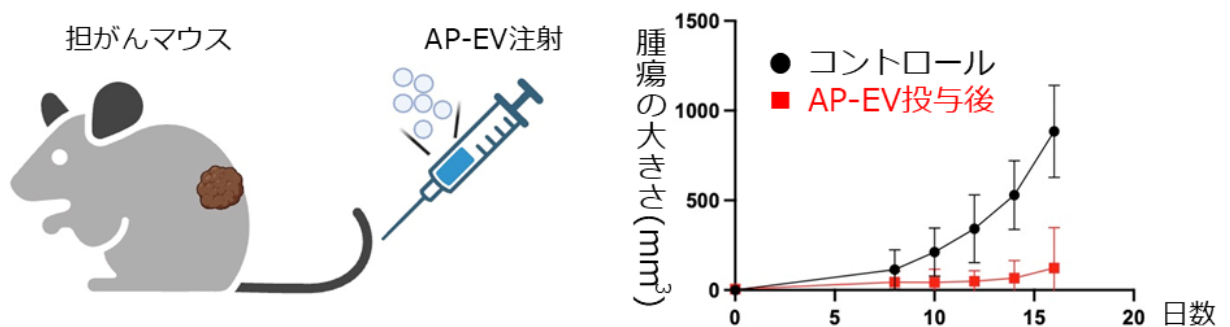 担がんマウス
AP-EV注射
腫瘍の大きさ(mm³)
1500
1000
500
0
コントロール
AP-EV投与後
0
5
10
15
20
日数